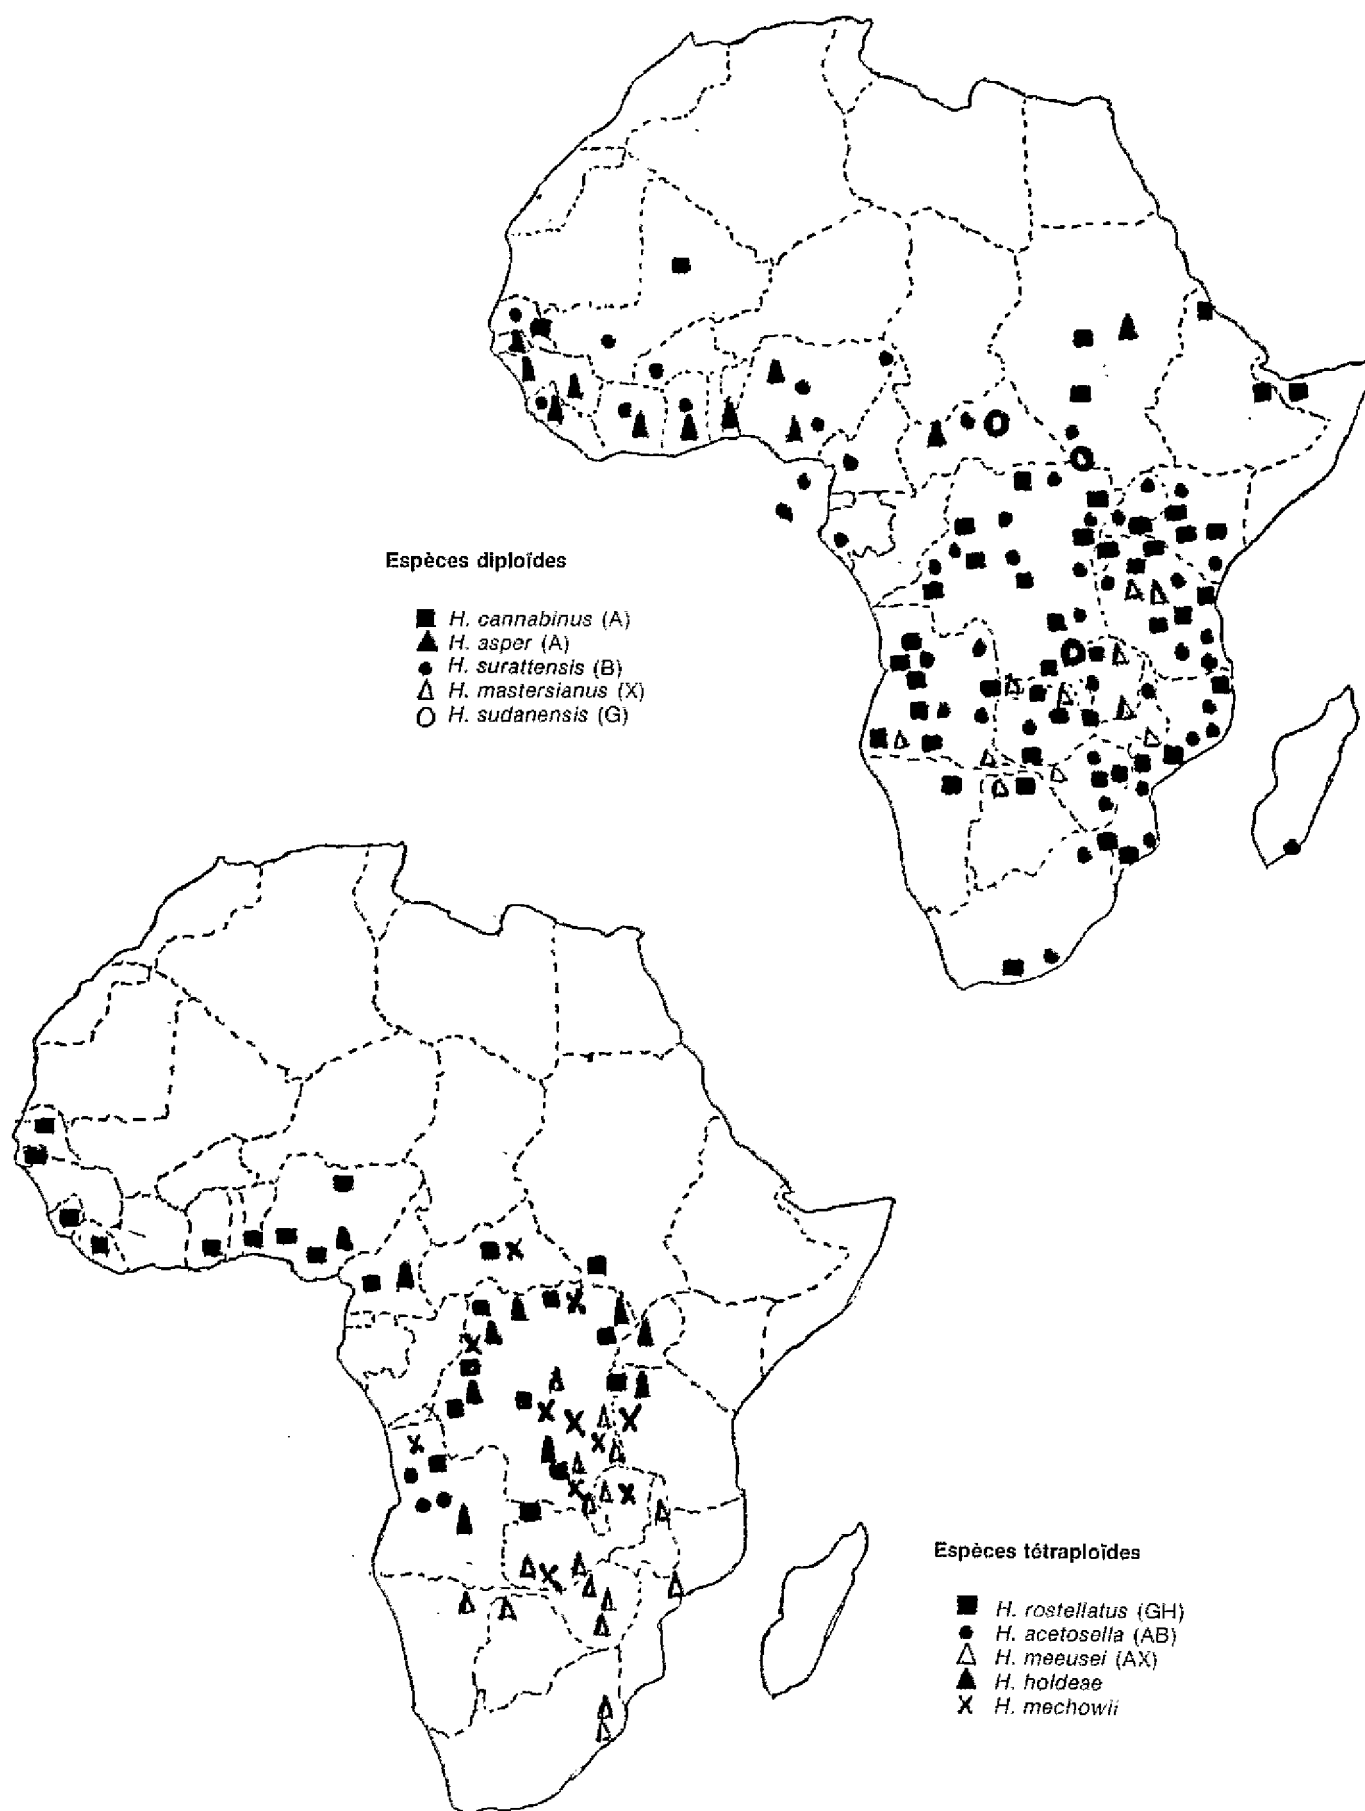 Espèces diploïdes
H. cannabinus (A)
H. asper (A)
H. surattensis (B)
H. mastersianus (X)
H. sudanensis (G)
Espèces tétraploïdes
H. rostellatus (GH)
H. acetosella (AB)
H. meeusei (AX)
H. holdeae
H. mechowii